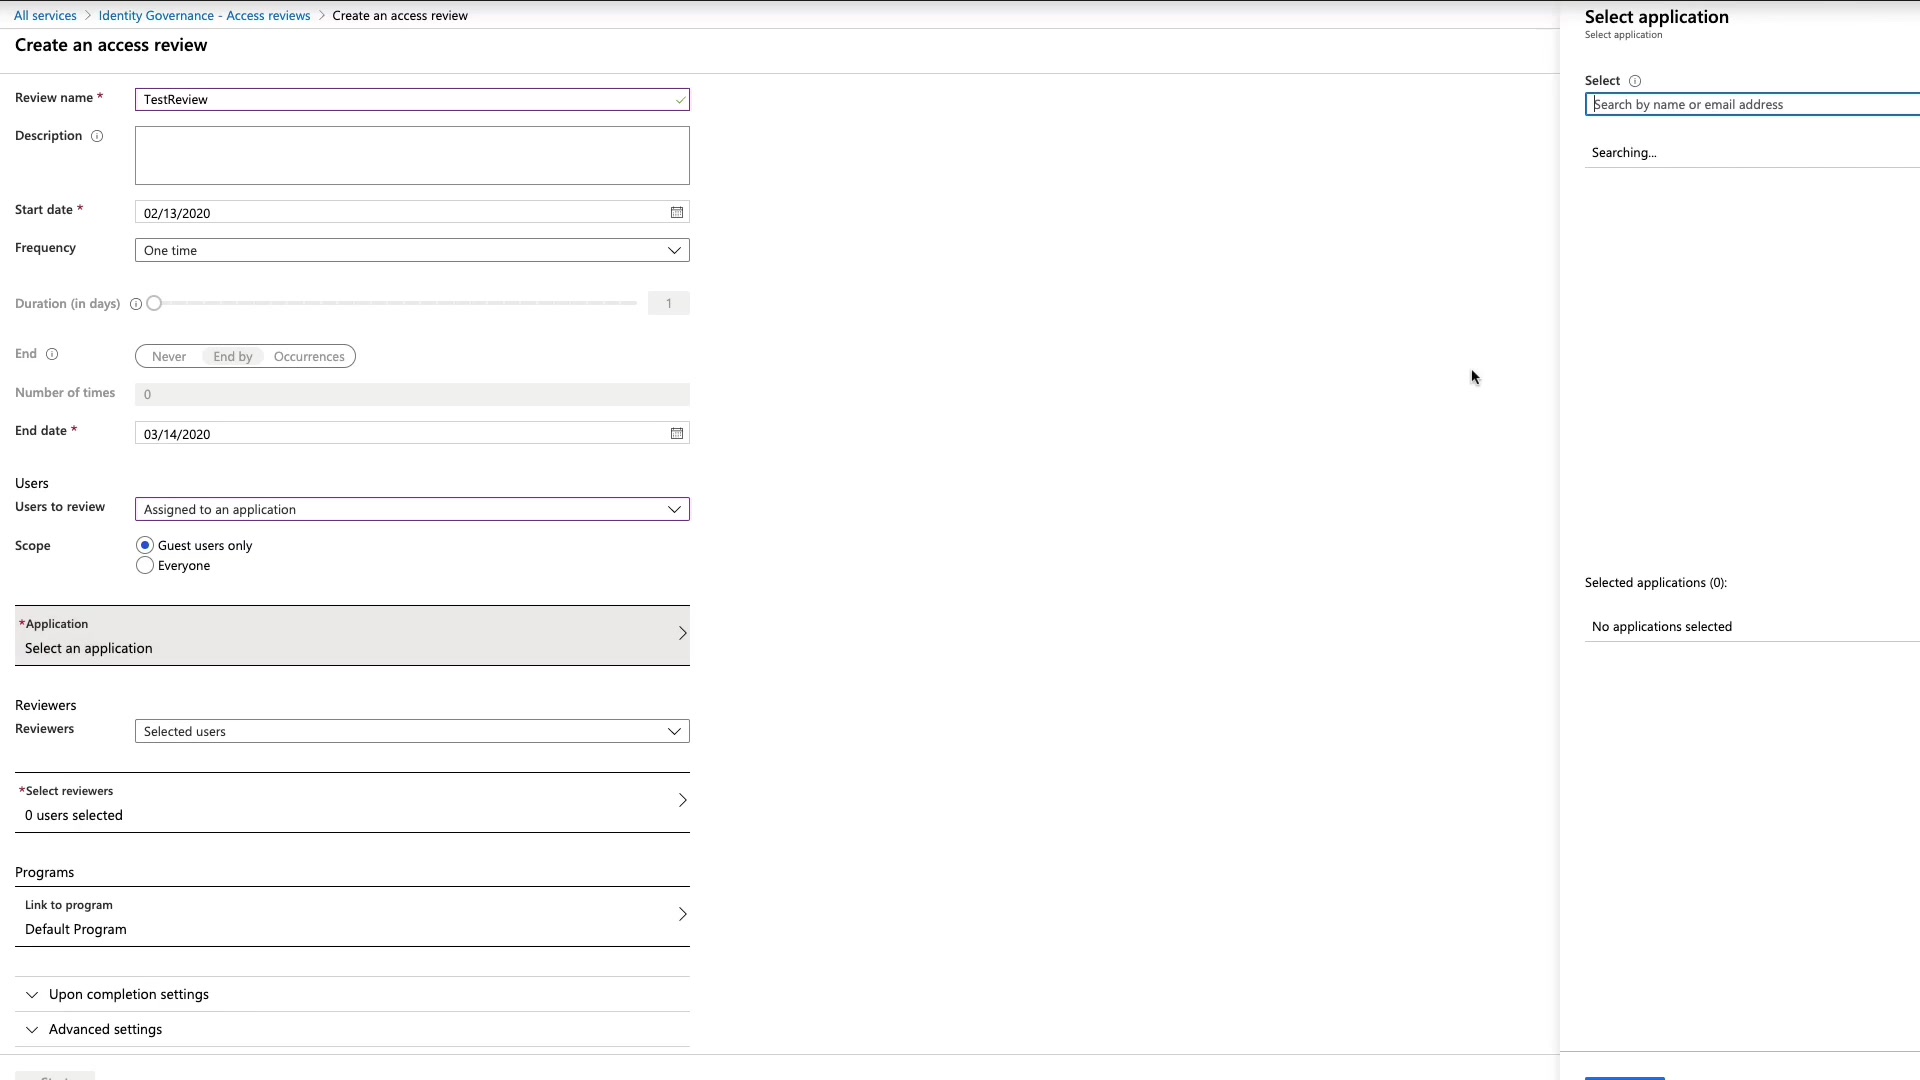 All services > Identity Governance - Access reviews > Create an access review
Create an access review
Review name *
TestReview
Description
Start date *
02/13/2020
Frequency
One time
Duration (in days)
1
End
Never End by Occurrences
Number of times
0
End date *
03/14/2020
Users
Users to review
Assigned to an application
Scope
Guest users only
Everyone
*Application
Select an application
Reviewers
Reviewers
Selected users
*Select reviewers
0 users selected
Programs
Link to program
Default Program
Upon completion settings
Advanced settings
Select application
Select application
Select
Search by name or email address
Searching...
Selected applications (0):
No applications selected